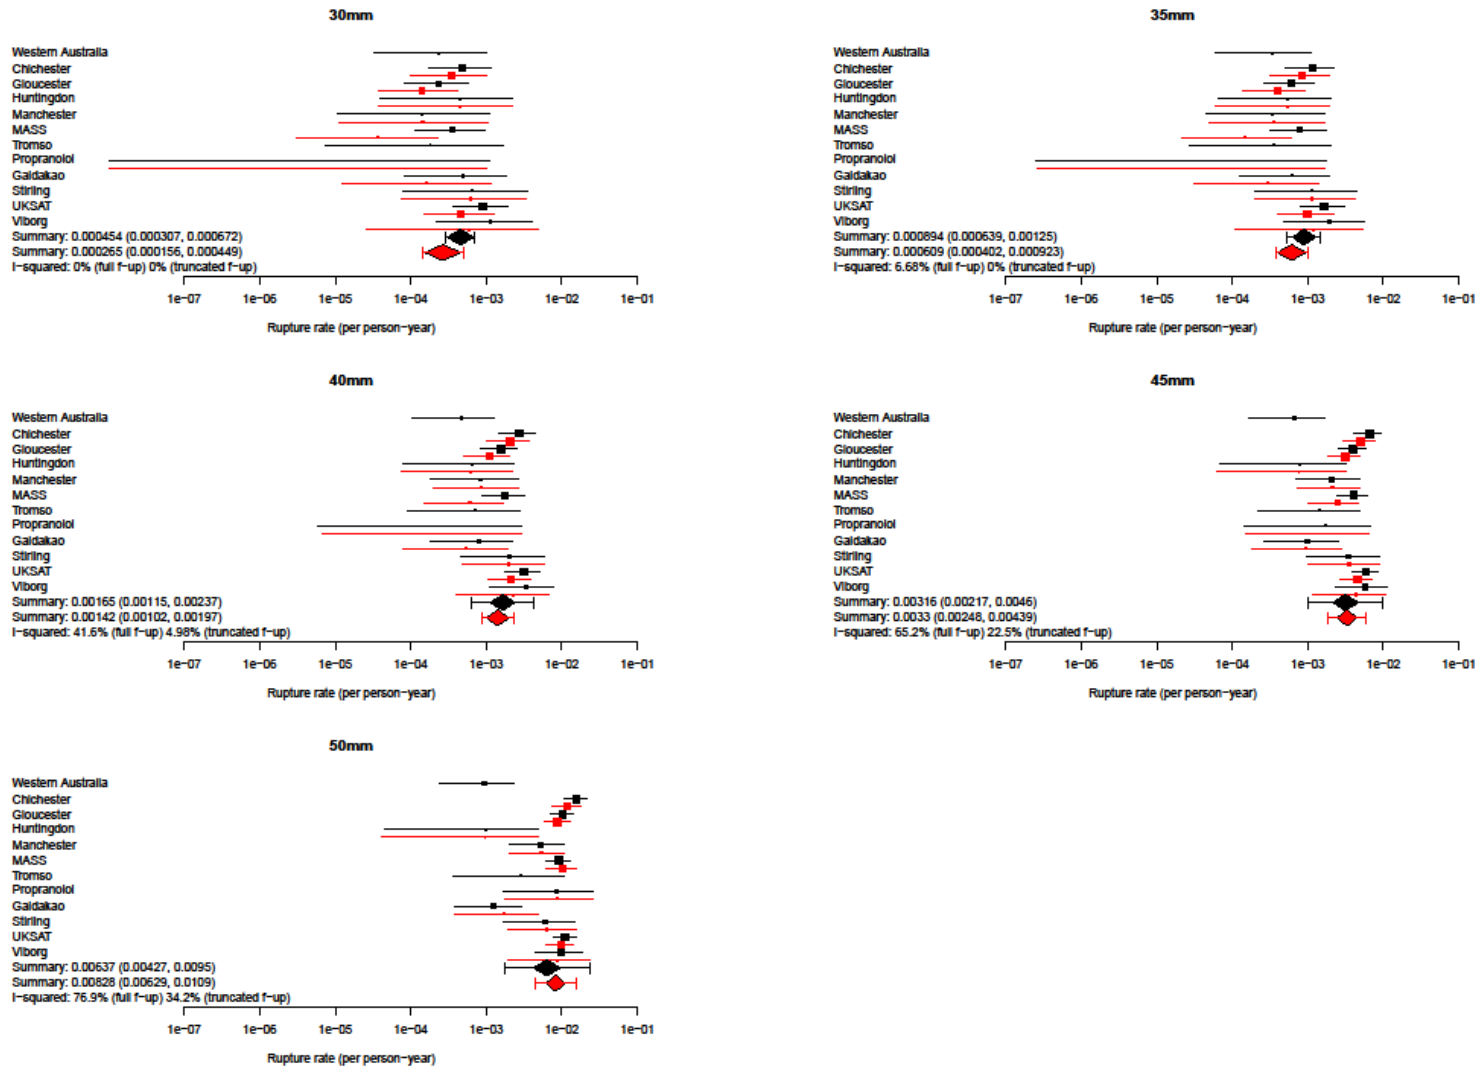 30mm
Western Australia
Chichester
Gloucester
Huntingdon
Manchester
MASS
Tromso
Propranolol
Galdakao
Stirling
UKSAT
Viborg
Summary: 0.000454 (0.000307, 0.000672)
Summary: 0.000265 (0.000156, 0.000449)
I−squared: 0% (full f−up) 0% (truncated f−up)
1e−07 1e−06 1e−05 1e−04 1e−03 1e−02 1e−01
Rupture rate (per person−year)
35mm
Western Australia
Chichester
Gloucester
Huntingdon
Manchester
MASS
Tromso
Propranolol
Galdakao
Stirling
UKSAT
Viborg
Summary: 0.000894 (0.000639, 0.00125)
Summary: 0.000609 (0.000402, 0.000923)
I−squared: 6.68% (full f−up) 0% (truncated f−up)
1e−07 1e−06 1e−05 1e−04 1e−03 1e−02 1e−01
Rupture rate (per person−year)
40mm
Western Australia
Chichester
Gloucester
Huntingdon
Manchester
MASS
Tromso
Propranolol
Galdakao
Stirling
UKSAT
Viborg
Summary: 0.00165 (0.00115, 0.00237)
Summary: 0.00142 (0.00102, 0.00197)
I−squared: 41.6% (full f−up) 4.98% (truncated f−up)
1e−07 1e−06 1e−05 1e−04 1e−03 1e−02 1e−01
Rupture rate (per person−year)
45mm
Western Australia
Chichester
Gloucester
Huntingdon
Manchester
MASS
Tromso
Propranolol
Galdakao
Stirling
UKSAT
Viborg
Summary: 0.00316 (0.00217, 0.0046)
Summary: 0.0033 (0.00248, 0.00439)
I−squared: 65.2% (full f−up) 22.5% (truncated f−up)
1e−07 1e−06 1e−05 1e−04 1e−03 1e−02 1e−01
Rupture rate (per person−year)
50mm
Western Australia
Chichester
Gloucester
Huntingdon
Manchester
MASS
Tromso
Propranolol
Galdakao
Stirling
UKSAT
Viborg
Summary: 0.00637 (0.00427, 0.0095)
Summary: 0.00828 (0.00629, 0.0109)
I−squared: 76.9% (full f−up) 34.2% (truncated f−up)
1e−07 1e−06 1e−05 1e−04 1e−03 1e−02 1e−01
Rupture rate (per person−year)